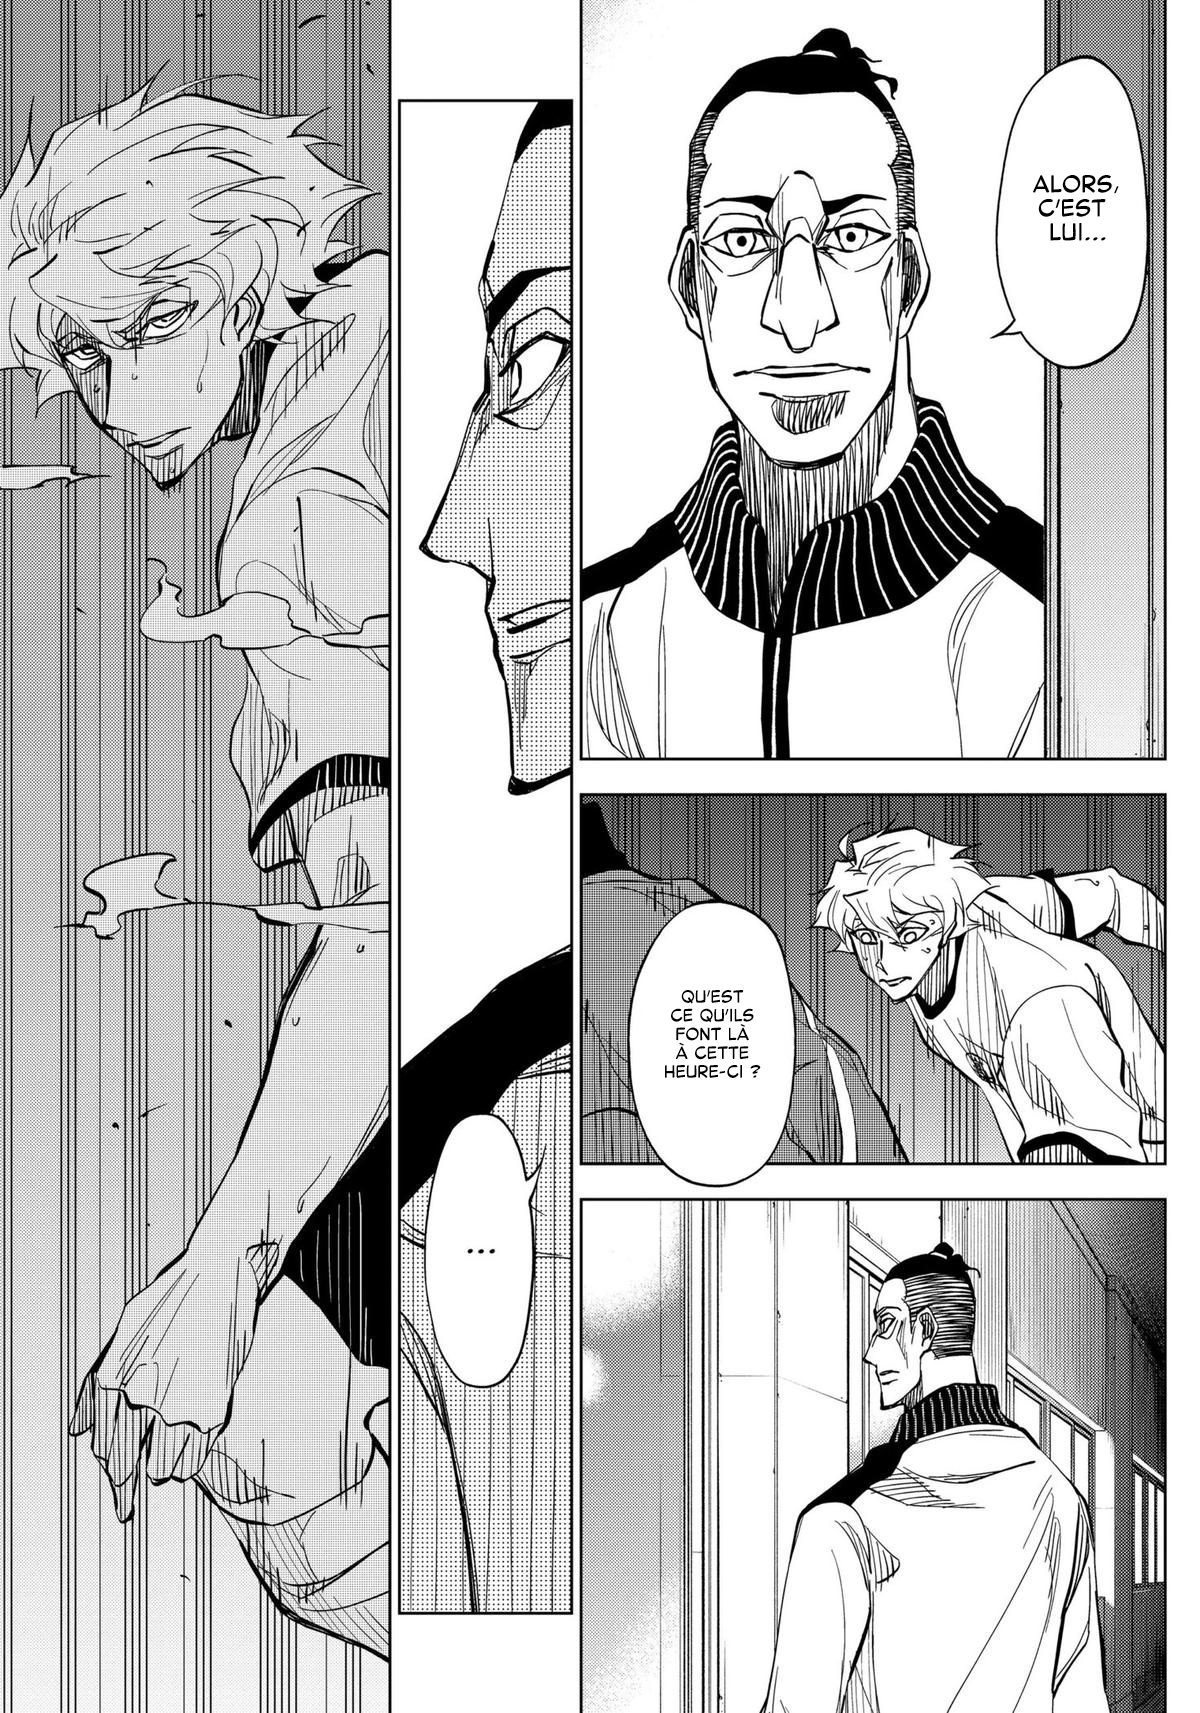 ALORS,
C'EST
LUI...
QU'EST
CE QU'ILS
FONT LÀ
À CETTE
HEURE-CI ?
...